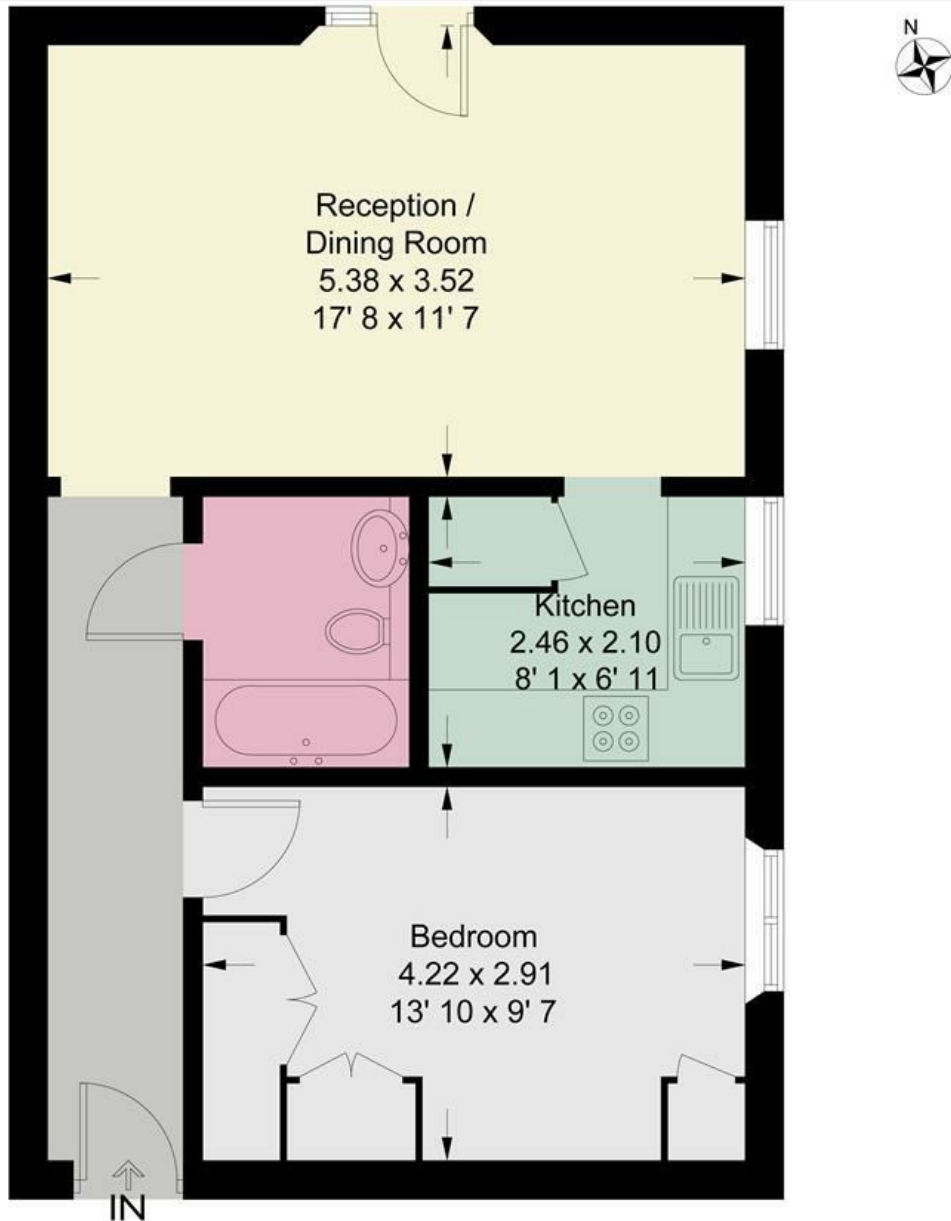 N
Reception /
Dining Room
5.38 x 3.52
17' 8 x 11' 7
Kitchen
2.46 x 2.10
8' 1 x 6' 11
Bedroom
4.22 x 2.91
13' 10 x 9' 7
IN